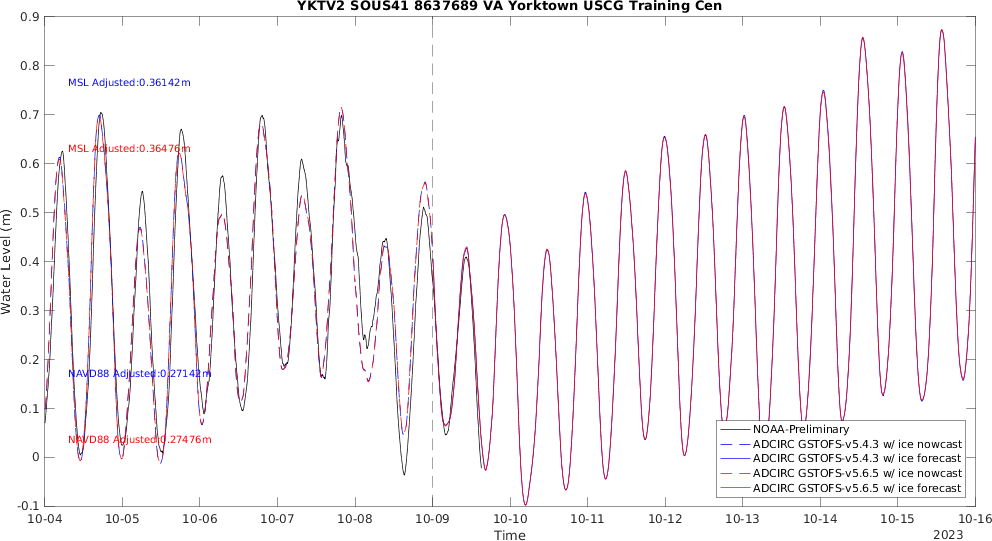 YKTV2 SOUS41 8637689 VA Yorktown USCG Training Cen
0.9
0.8
0.7
0.6
0.5
0.4
0.3
0.2
0.1
0
-0.1
Water Level (m)
MSL Adjusted:0.36142m
MSL Adjusted:0.36476m
NAVD88 Adjusted:0.27142m
NAVD88 Adjusted:0.27476m
NOAA-Preliminary
ADCIRC GSTOFS-v5.4.3 w/ ice nowcast
ADCIRC GSTOFS-v5.4.3 w/ ice forecast
ADCIRC GSTOFS-v5.6.5 w/ ice nowcast
ADCIRC GSTOFS-v5.6.5 w/ ice forecast
10-04 10-05 10-06 10-07 10-08 10-09 10-10 10-11 10-12 10-13 10-14 10-15 10-16
Time
2023